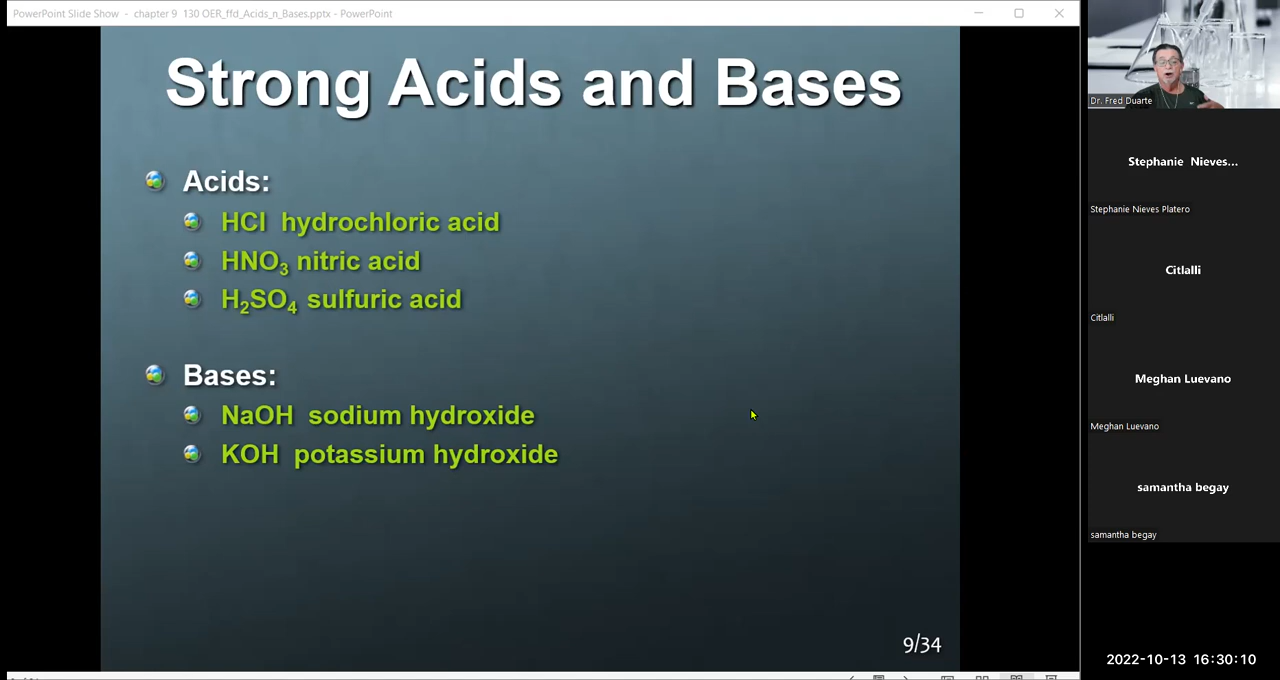 PowerPoint Slide Show - chapter 9 130 OER_ffd_Acids_n_Bases.pptx - PowerPoint
Strong Acids and Bases
Acids:
HCl hydrochloric acid
HNO3 nitric acid
H2SO4 sulfuric acid
Bases:
NaOH sodium hydroxide
KOH potassium hydroxide
9/34
Dr. Fred Duarte
Stephanie Nieves...
Stephanie Nieves Platero
Citlalli
Citlalli
Meghan Luevano
Meghan Luevano
samantha begay
samantha begay
2022-10-13 16:30:10